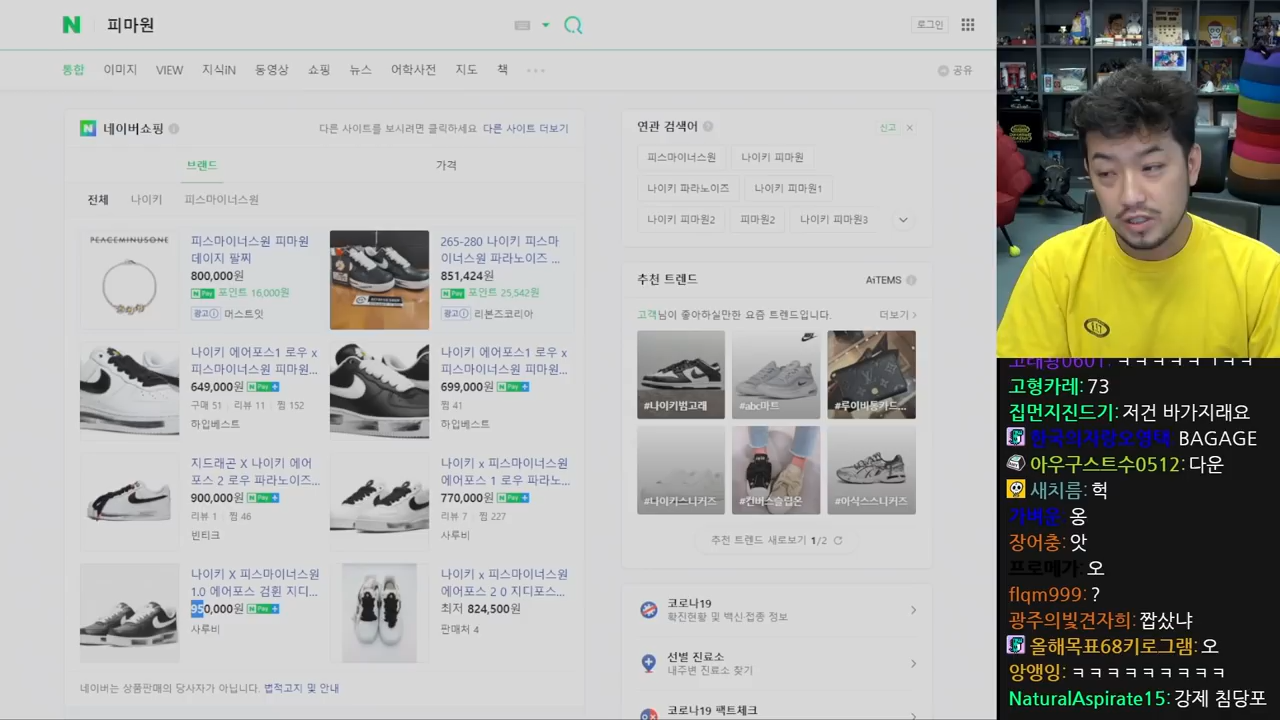 N 피마원
로그인
통합 이미지 VIEW 지식iN 동영상 쇼핑 뉴스 어학사전 지도 책
공유
네이버쇼핑 다른 사이트를 보시려면 클릭하세요 다른 사이트 더보기
브랜드 가격
전체 나이키 피스마이너스원
PEACEMINUSONE
피스마이너스원 피마원
데이지 팔찌
800,000원
N Pay 포인트 16,000원
광고 머스트잇
265-280 나이키 피스마
이너스원 파라노이즈 ...
851,424원
N Pay 포인트 25,542원
광고 리본즈코리아
나이키 에어포스1 로우 x
피스마이너스원 피마원...
649,000원 N Pay +
구매 51 리뷰 11 찜 152
하입베스트
나이키 에어포스1 로우 x
피스마이너스원 피마원...
699,000원 N Pay +
찜 41
하입베스트
지드래곤 X 나이키 에어
포스 2 로우 파라노이즈...
900,000원 N Pay +
리뷰 1 찜 46
빈티크
나이키 x 피스마이너스원
에어포스 1 로우 파라노...
770,000원 N Pay +
리뷰 7 찜 227
사루비
나이키 X 피스마이너스원
1.0 에어포스 검흰 지디...
950,000원 N Pay +
사루비
나이키 x 피스마이너스원
에어포스 2 0 지디포스...
최저 824,500원
판매처 4
네이버는 상품판매의 당사자가 아닙니다. 법적고지 및 안내
연관 검색어 신고
피스마이너스원 나이키 피마원
나이키 파라노이즈 나이키 피마원1
나이키 피마원2 피마원2 나이키 피마원3
추천 트렌드 AiTEMS
고객님이 좋아하실만한 요즘 트렌드입니다. 더보기
#나이키범고래 #abc마트 #루이비통카드...
#나이키스니커즈 #컨버스슬립온 #아식스스니커즈
추천 트렌드 새로보기 1/2
코로나19
확진현황 및 백신접종 정보
선별 진료소
내주변 진료소 찾기
코로나19 팩트체크
고형카레: 73
집먼지진드기: 저건 바가지래요
한국의자랑오영택: BAGAGE
아우구스트수0512: 다운
새치름: 헉
가벼운: 옹
장어충: 앗
프로메가: 오
flqm999: ?
광주의빛견자희: 짭샀냐
올해목표68키로그램: 오
앙앵잉: ㅋㅋㅋㅋㅋㅋㅋㅋㅋ
NaturalAspirate15: 강제 침당포